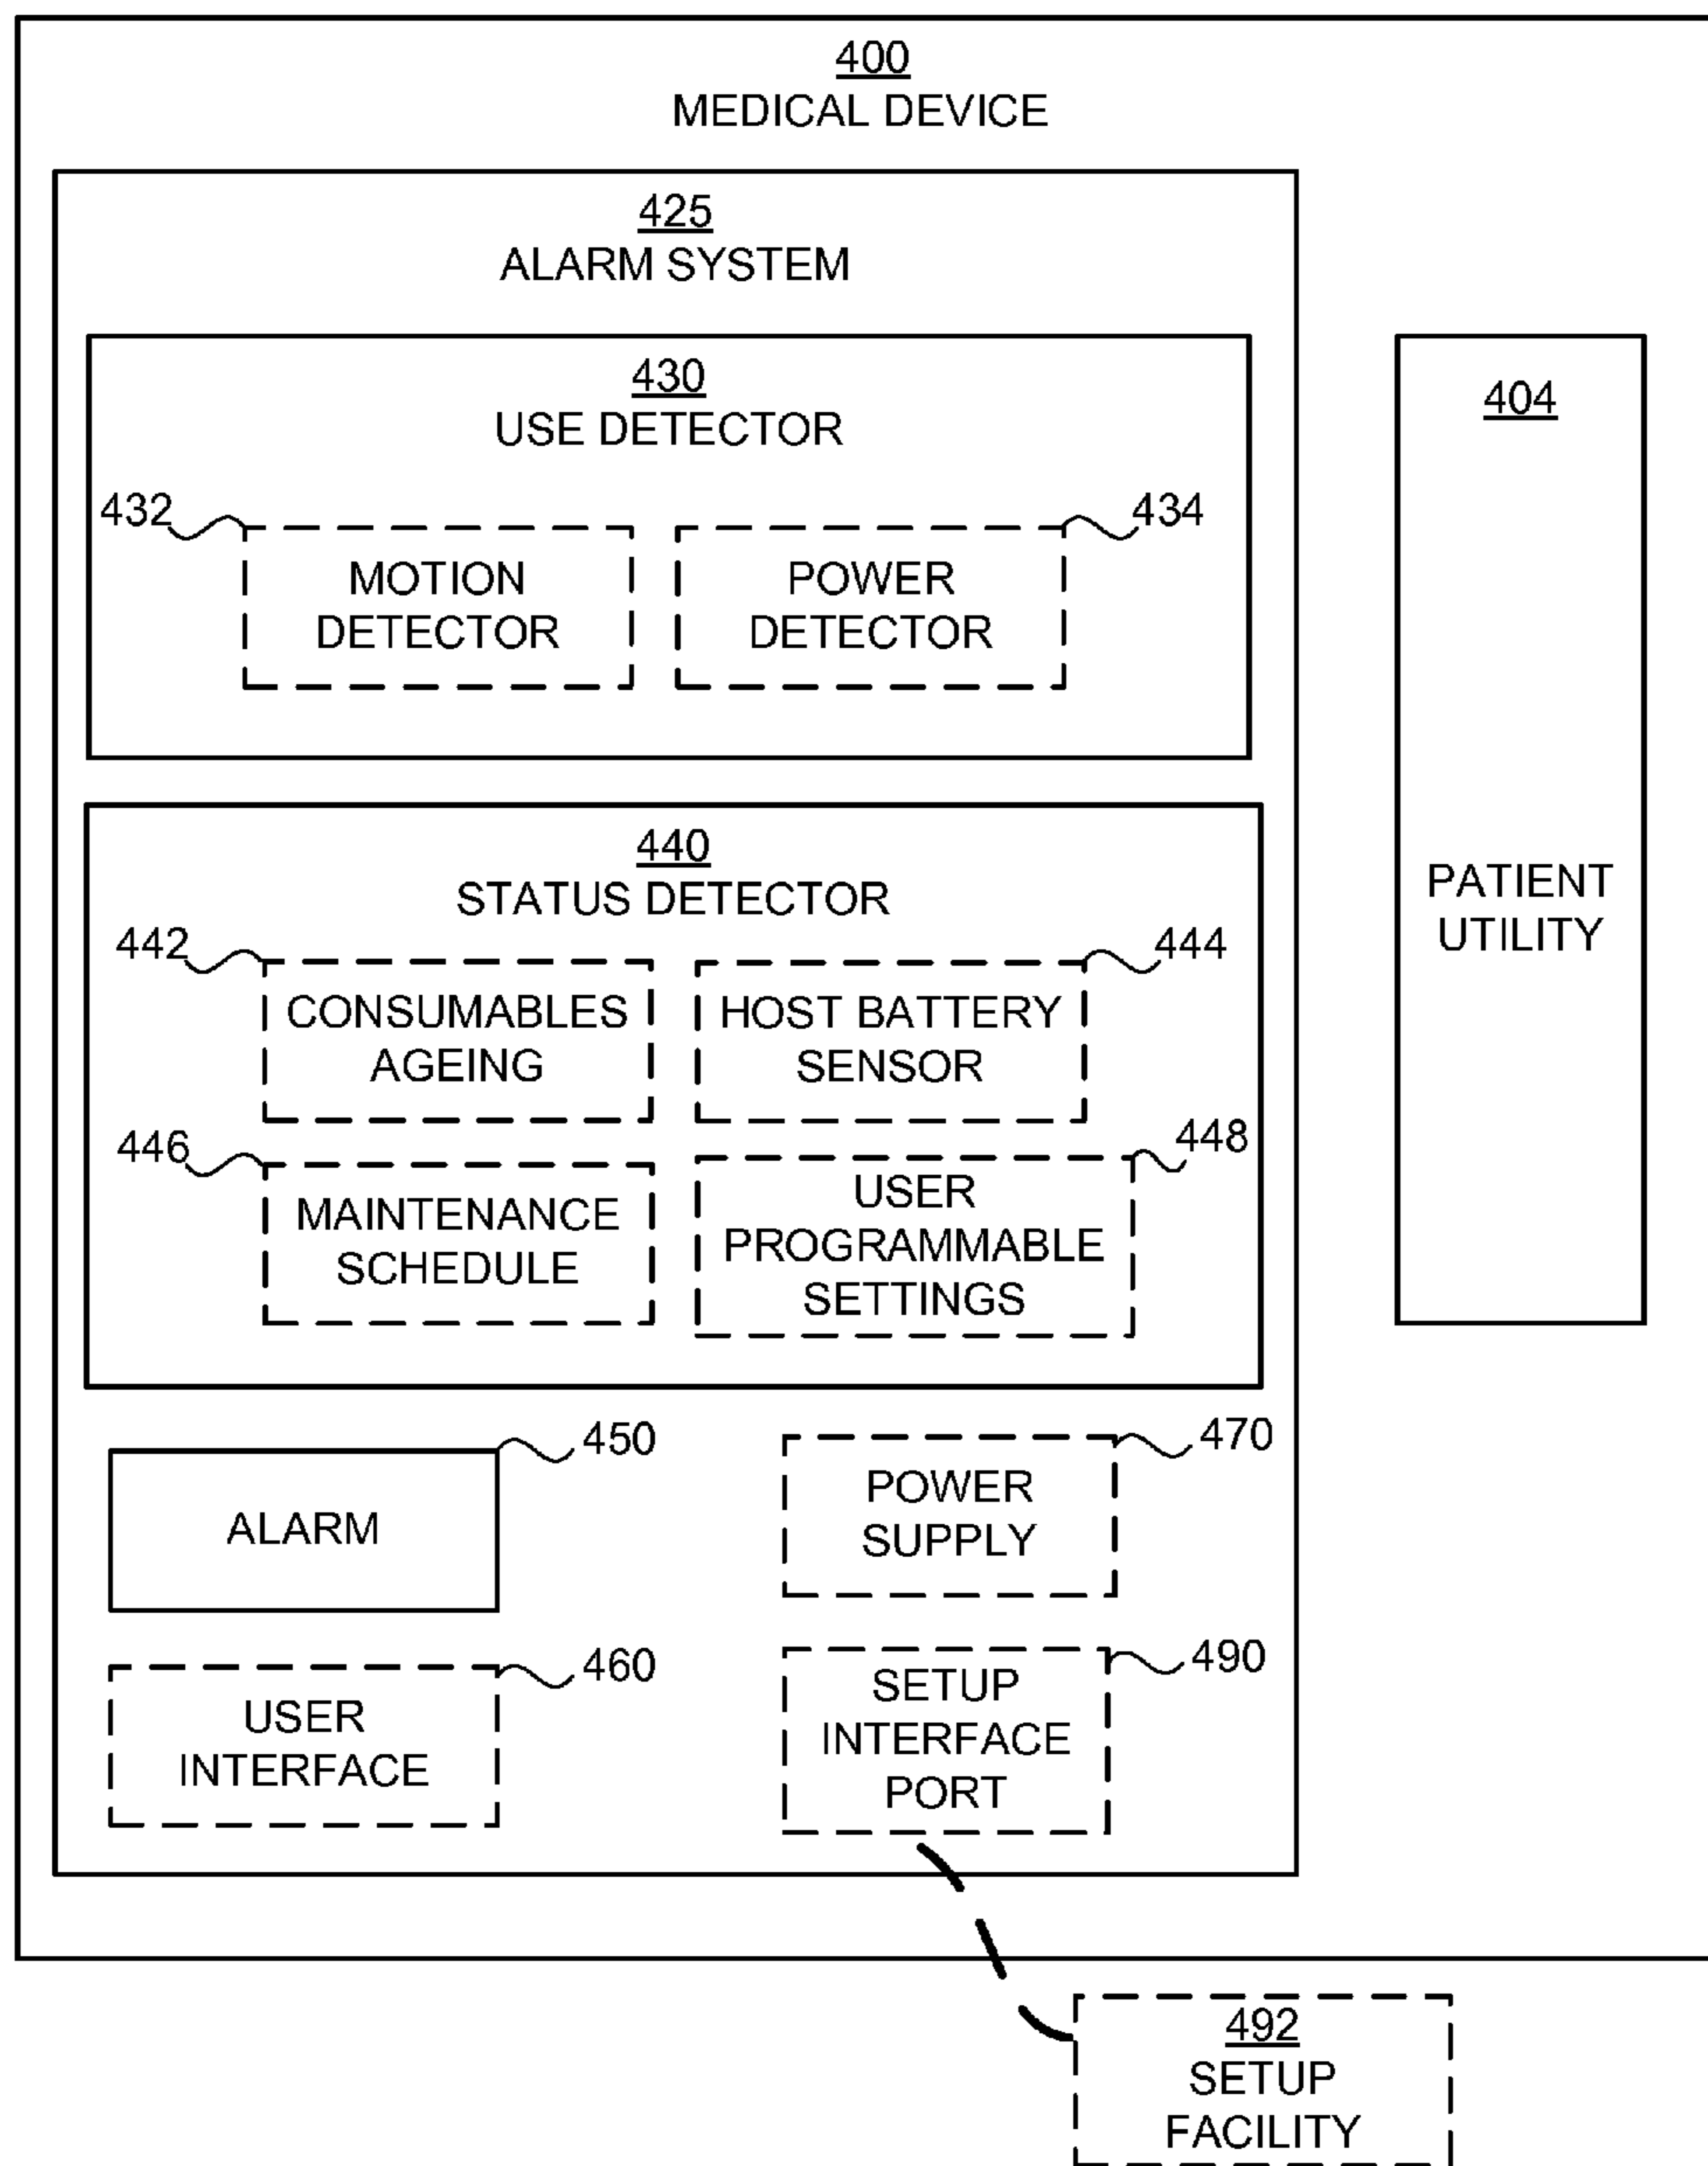 400
MEDICAL DEVICE
425
ALARM SYSTEM
430
USE DETECTOR
432
MOTION
DETECTOR
434
POWER
DETECTOR
404
PATIENT
UTILITY
440
STATUS DETECTOR
442
CONSUMABLES
AGEING
444
HOST BATTERY
SENSOR
446
MAINTENANCE
SCHEDULE
448
USER
PROGRAMMABLE
SETTINGS
450
ALARM
470
POWER
SUPPLY
460
USER
INTERFACE
490
SETUP
INTERFACE
PORT
492
SETUP
FACILITY